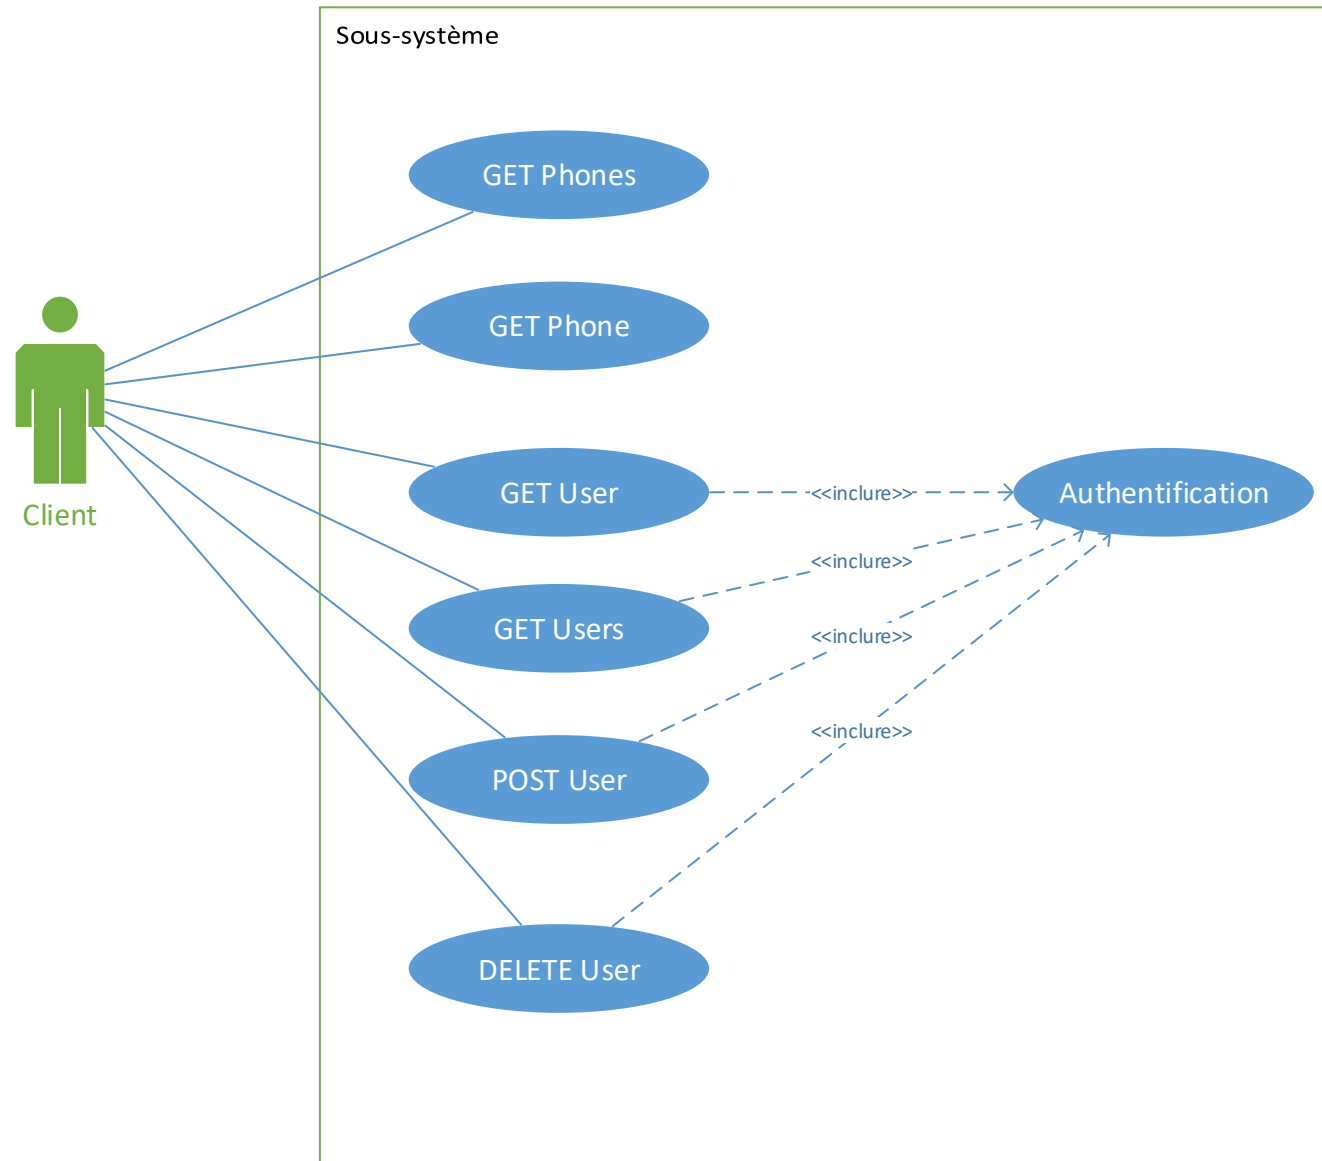 Sous-système
GET Phones
GET Phone
Client
GET User
<<inclure>>
Authentification
<<inclure>>
GET Users
<<inclure>>
<<inclure>>
POST User
DELETE User